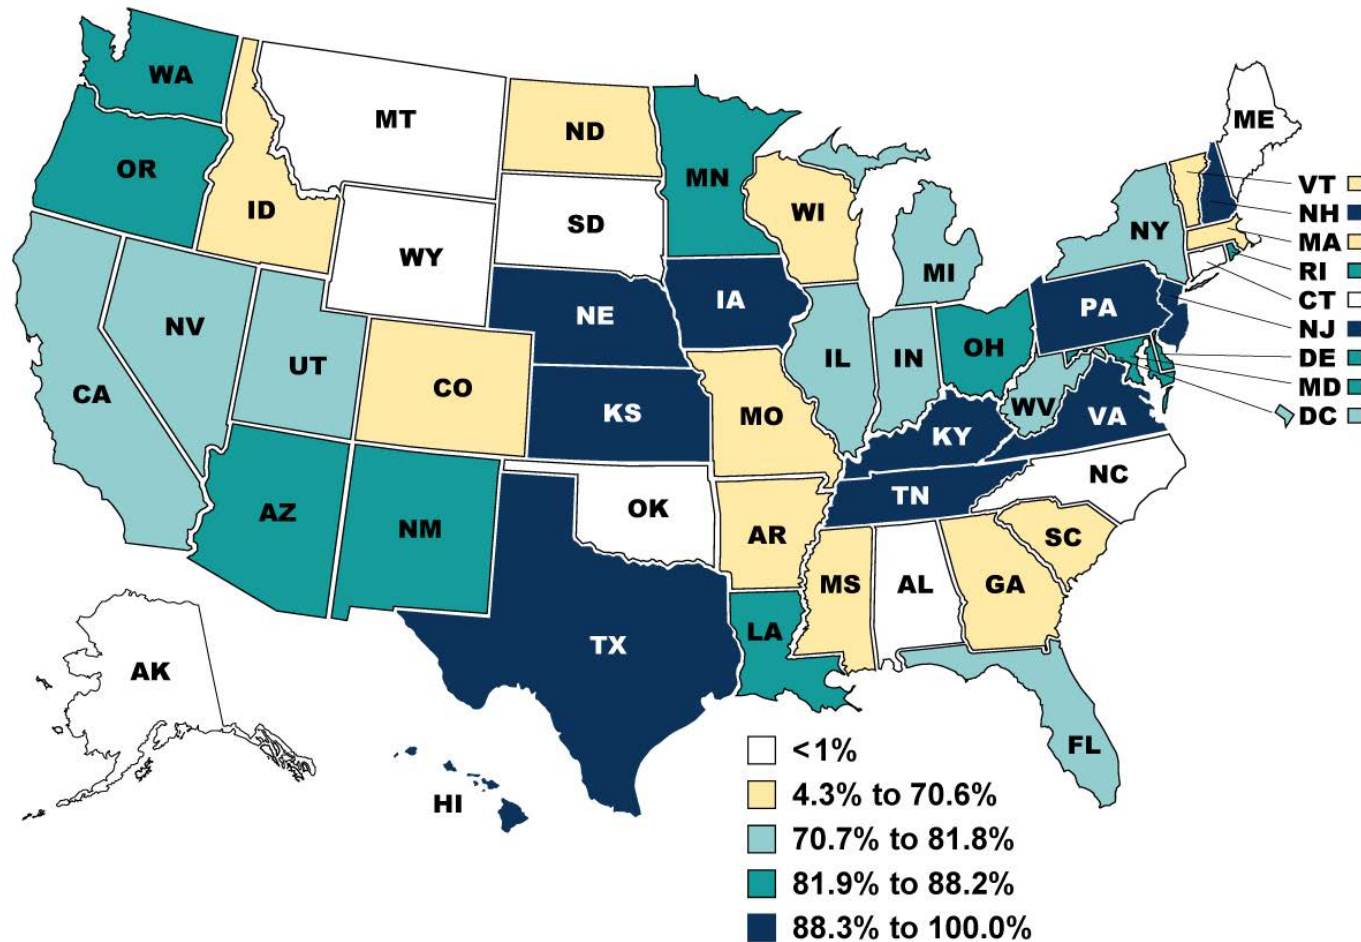 WA
MT
ME
ND
OR
MN
VT
ID
SD
WI
NH
NY
MA
WY
MI
RI
IA
PA
CT
NE
NV
NJ
UT
IL
IN
OH
DE
CA
CO
MD
KS
MO
WV
VA
DC
KY
NC
TN
AZ
NM
OK
AR
SC
MS
AL
GA
LA
TX
AK
FL
HI
<1%
4.3% to 70.6%
70.7% to 81.8%
81.9% to 88.2%
88.3% to 100.0%